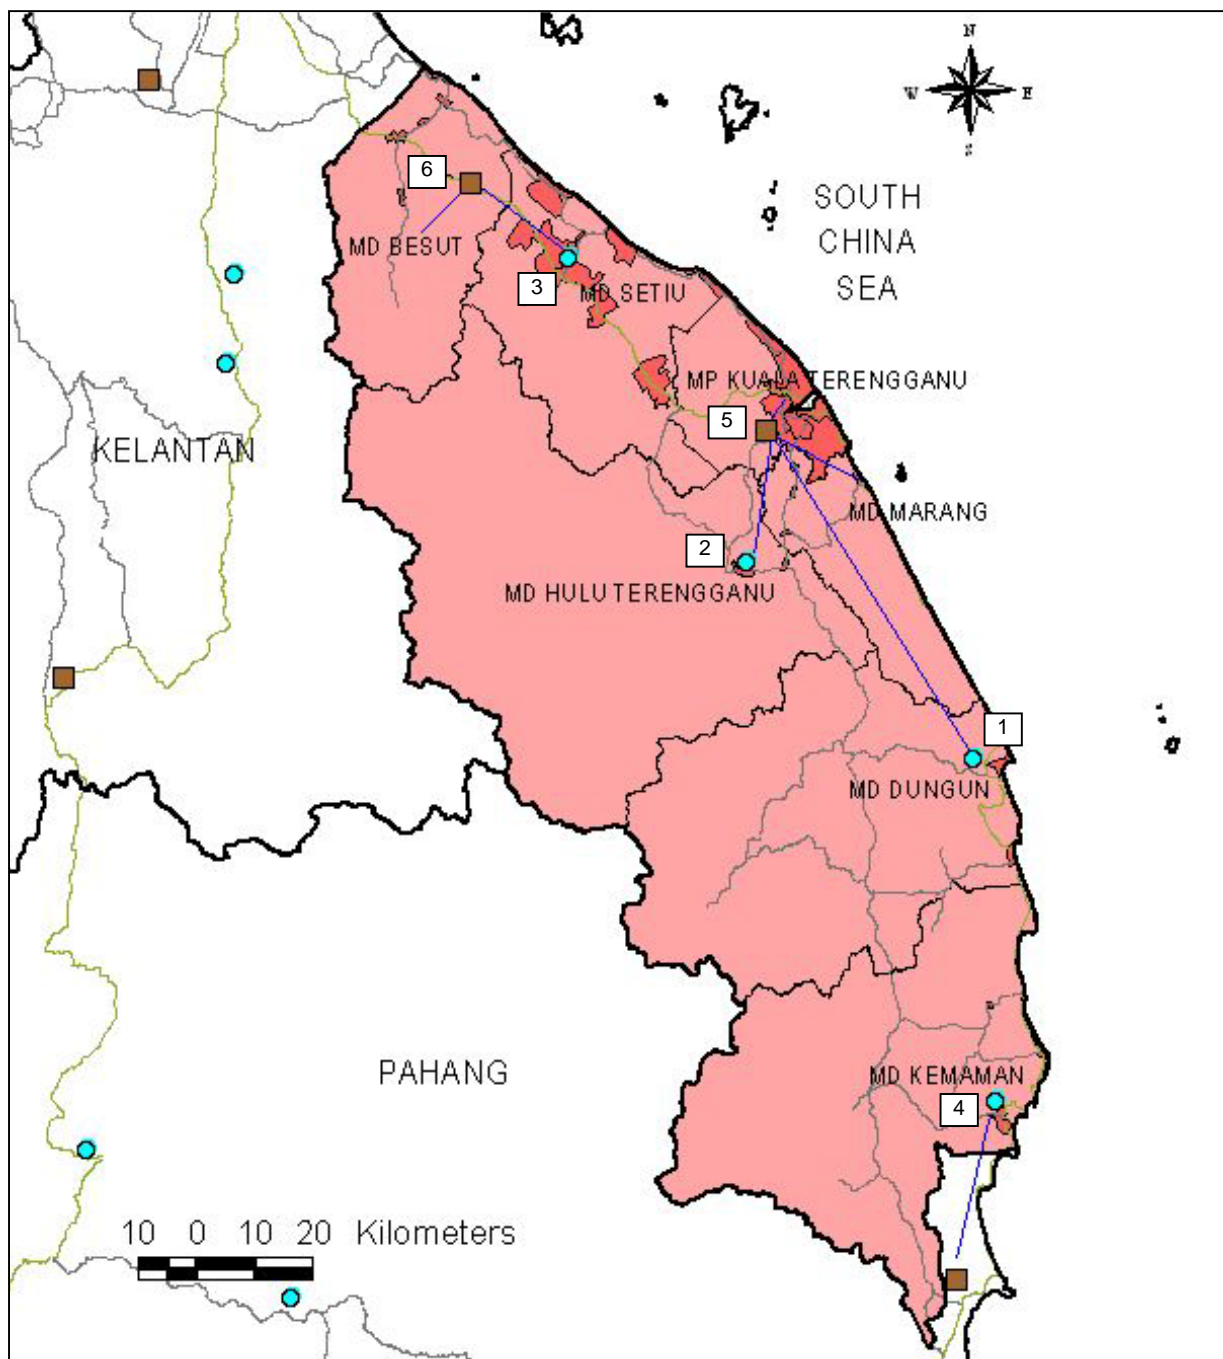 N
W E
S
6
SOUTH
CHINA
SEA
MD BESUT
3
MD SETIU
MP KUALA TERENGGANU
5
KELANTAN
MD MARANG
2
MD HULU TERENGGANU
1
MD DUNGUN
PAHANG
MD KEMAMAN
4
10 0 10 20 Kilometers